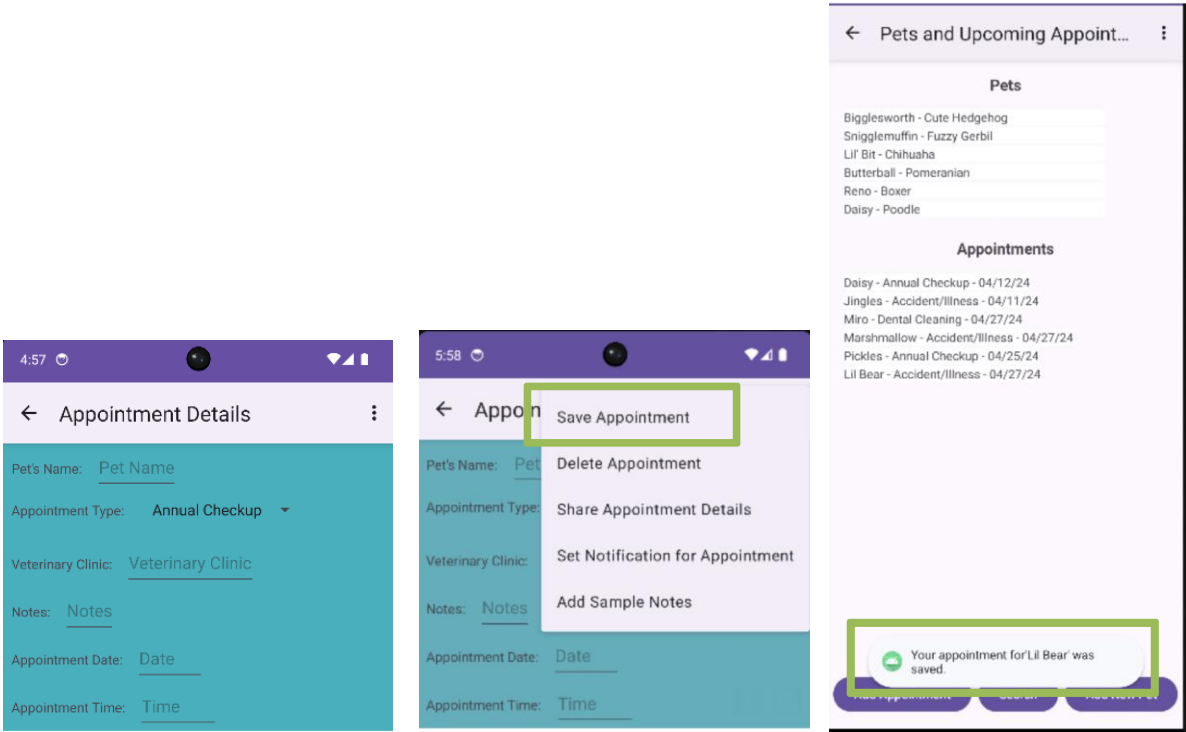 4:57
Appointment Details
Pet's Name: Pet Name
Appointment Type: Annual Checkup
Veterinary Clinic: Veterinary Clinic
Notes: Notes
Appointment Date: Date
Appointment Time: Time
5:58
Appoin
Save Appointment
Delete Appointment
Share Appointment Details
Set Notification for Appointment
Add Sample Notes
Pet's Name: Pet
Appointment Type:
Veterinary Clinic:
Notes: Notes
Appointment Date: Date
Appointment Time: Time
Pets and Upcoming Appoint...
Pets
Bigglesworth - Cute Hedgehog
Snigglemuffin - Fuzzy Gerbil
Lil' Bit - Chihuaha
Butterball - Pomeranian
Reno - Boxer
Daisy - Poodle
Appointments
Daisy - Annual Checkup - 04/12/24
Jingles - Accident/Illness - 04/11/24
Miro - Dental Cleaning - 04/27/24
Marshmallow - Accident/Illness - 04/27/24
Pickles - Annual Checkup - 04/25/24
Lil Bear - Accident/Illness - 04/27/24
Your appointment for'Lil Bear' was
saved.